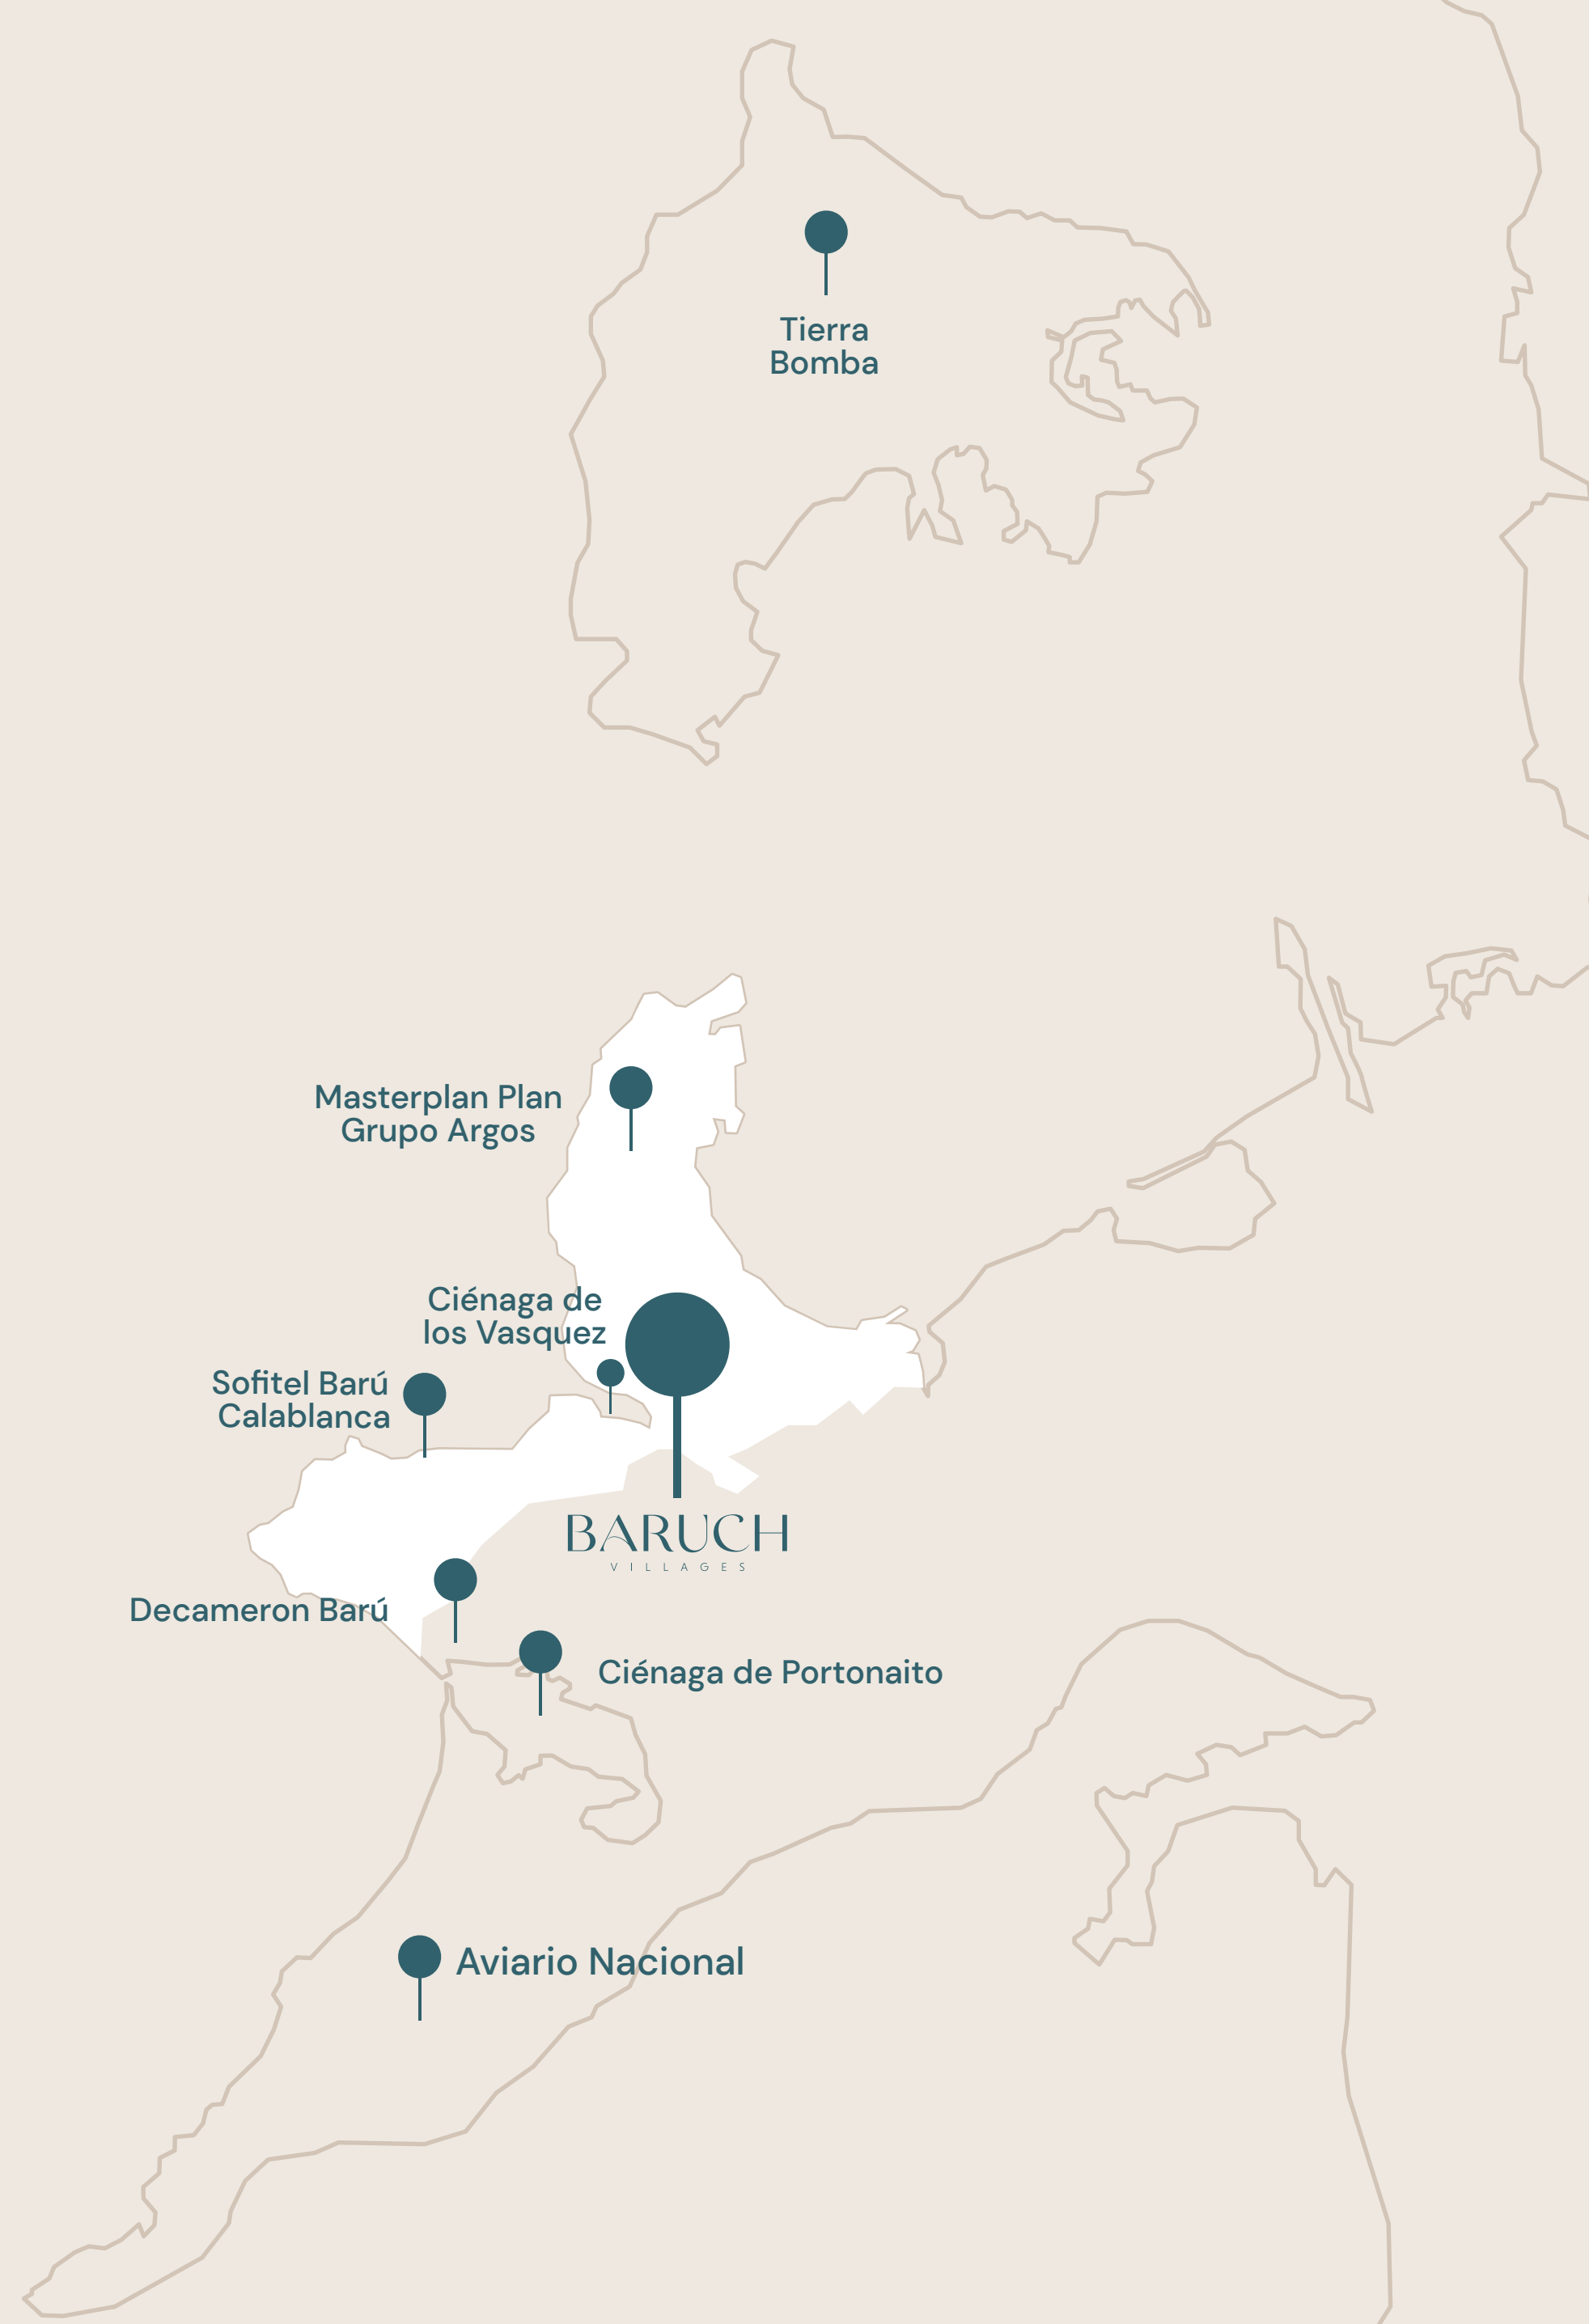 Tierra
Bomba
Masterplan Plan
Grupo Argos
Ciénaga de
los Vasquez
Sofitel Barú
Calablanca
BARUCH
VILLAGES
Decameron Barú
Ciénaga de Portonaito
Aviario Nacional